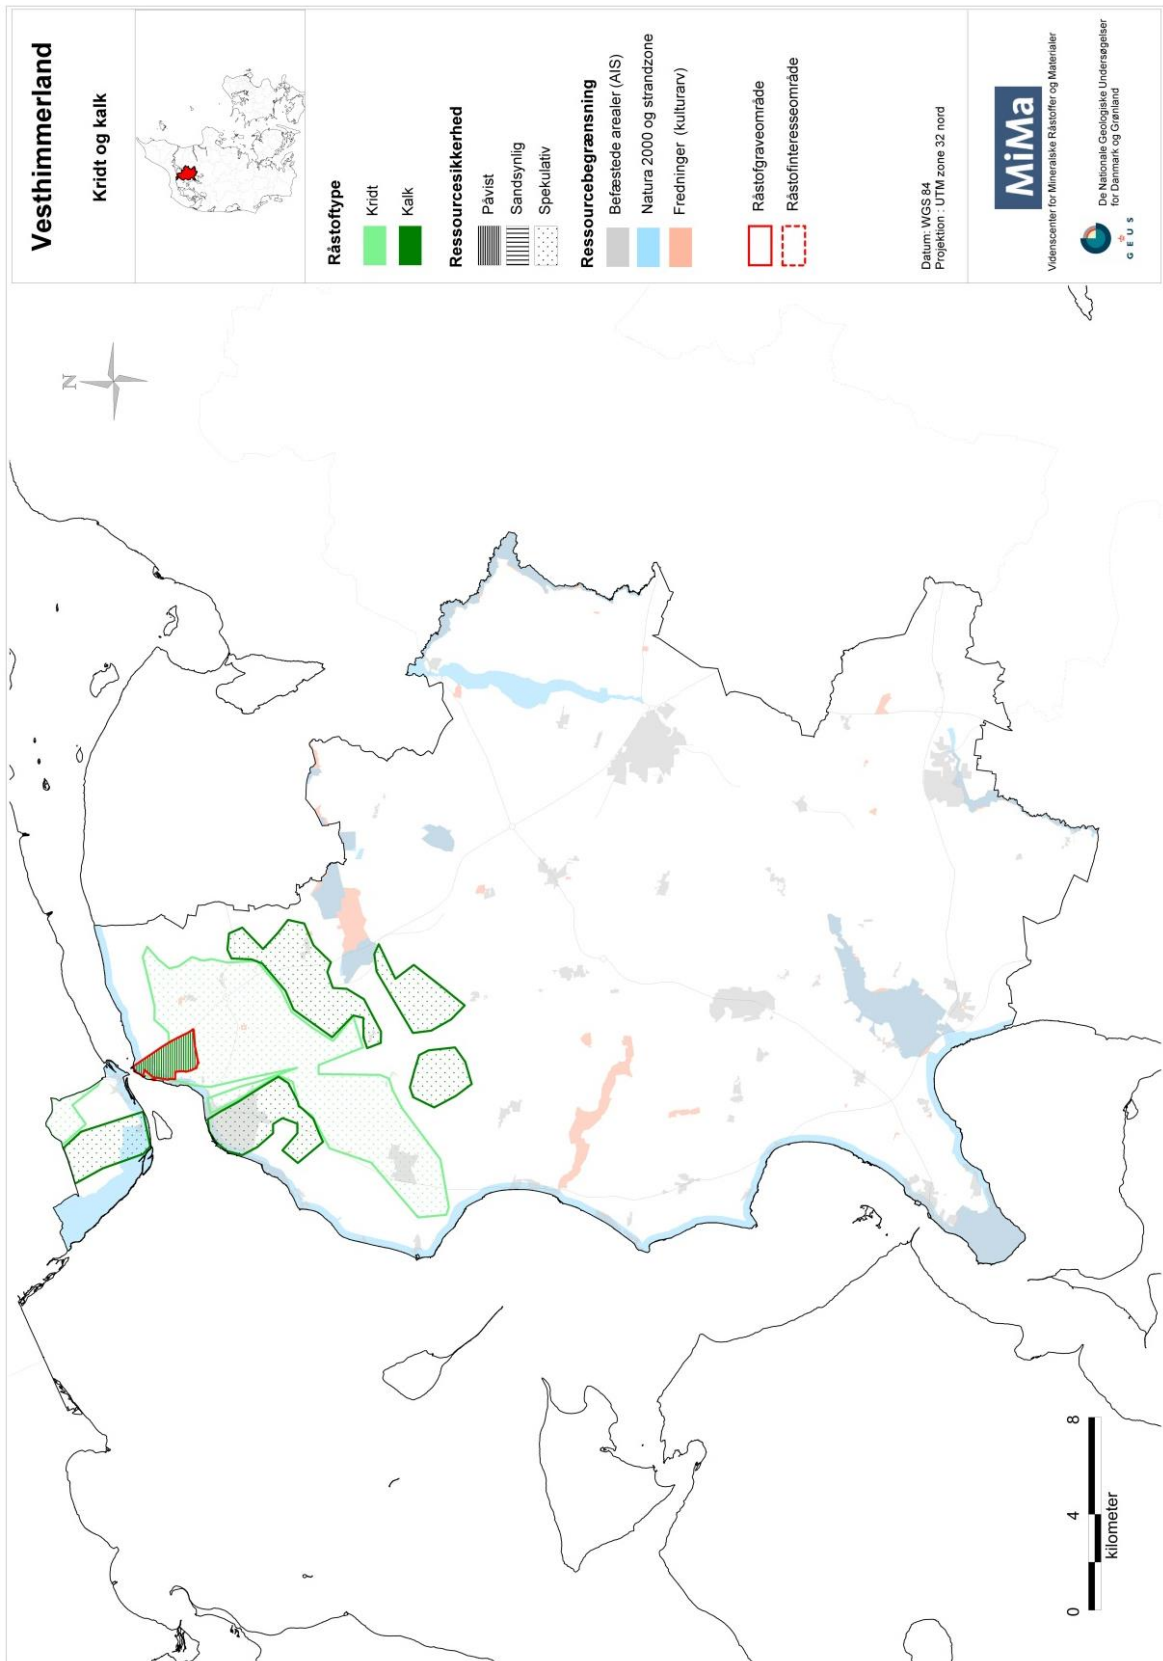 Vesthimmerland
Kridt og kalk
Råstoftype
Kridt
Kalk
Ressourcesikkerhed
Påvist
Sandsynlig
Spekulativ
Ressourcebegrænsning
Befæstede arealer (AIS)
Natura 2000 og strandzone
Fredninger (kulturarv)
Råstofgraveområde
Råstofinteresseområde
Datum: WGS 84
Projektion : UTM zone 32 nord
MiMa
Videnscenter for Mineralske Råstoffer og Materialer
De Nationale Geologiske Undersøgelser
for Danmark og Grønland
G E U S
N
0 4 8
kilometer